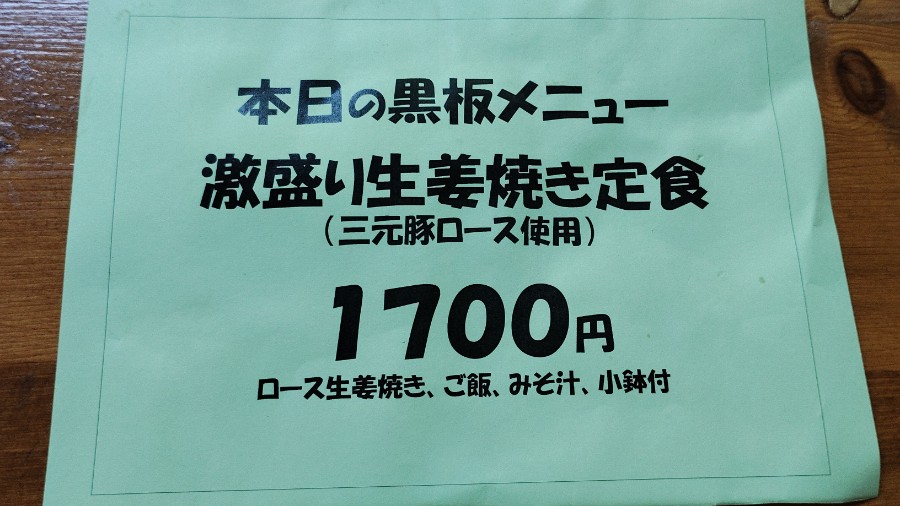 本日の黒板メニュー
激盛り生姜焼き定食
（三元豚ロース使用）
1700円
ロース生姜焼き、ご飯、みそ汁、小鉢付